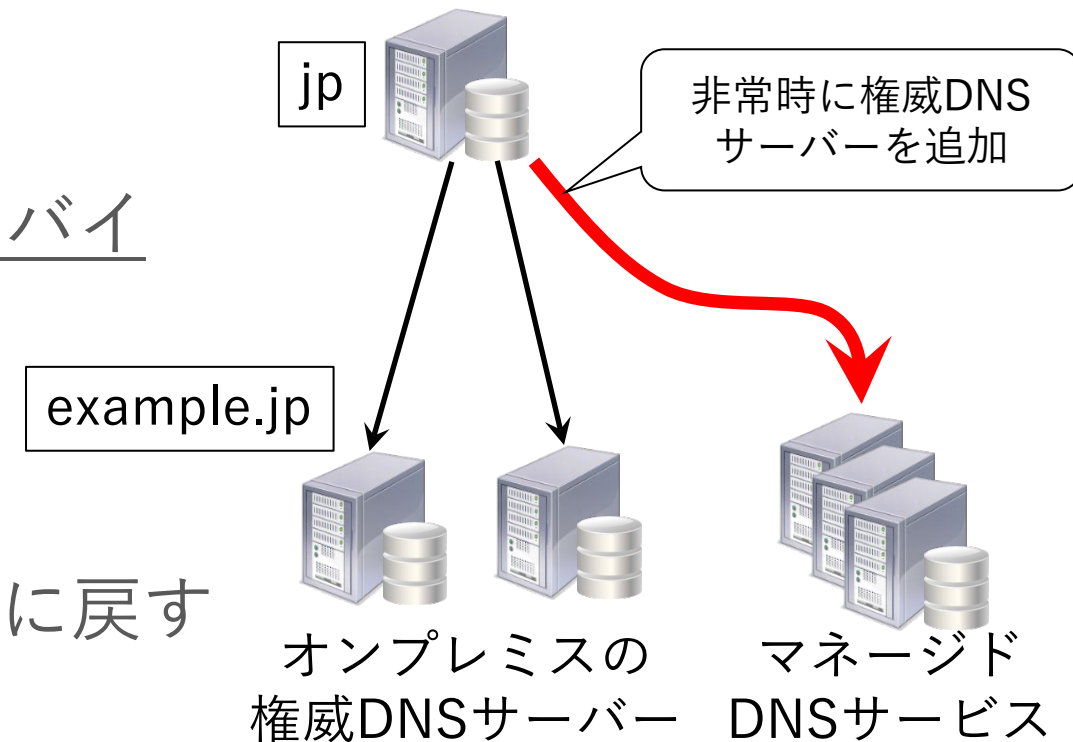 jp
非常時に権威DNS
サーバーを追加
バイ
example.jp
に戻す
オンプレミスの
権威DNSサーバー
マネージド
DNSサービス